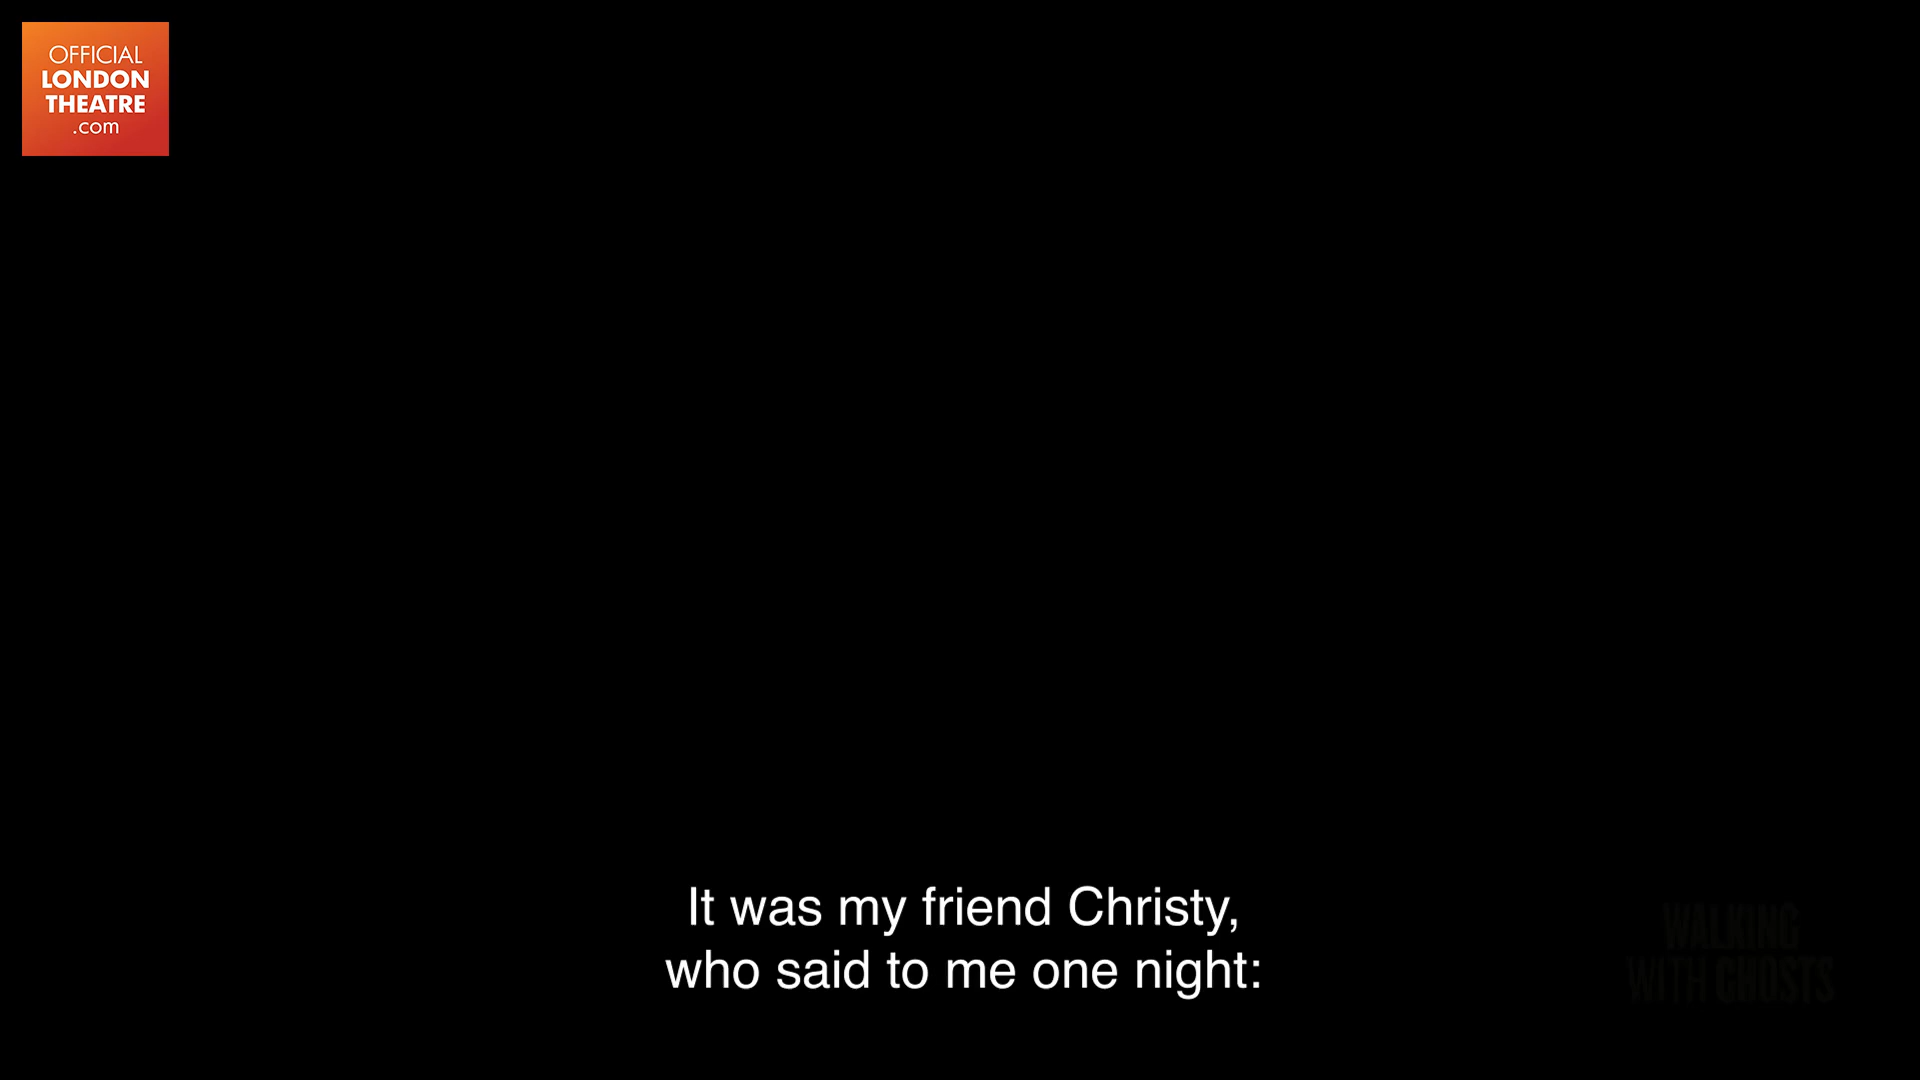 OFFICIAL
LONDON
THEATRE
.com
It was my friend Christy,
who said to me one night:
WALKING
WITH GHOSTS